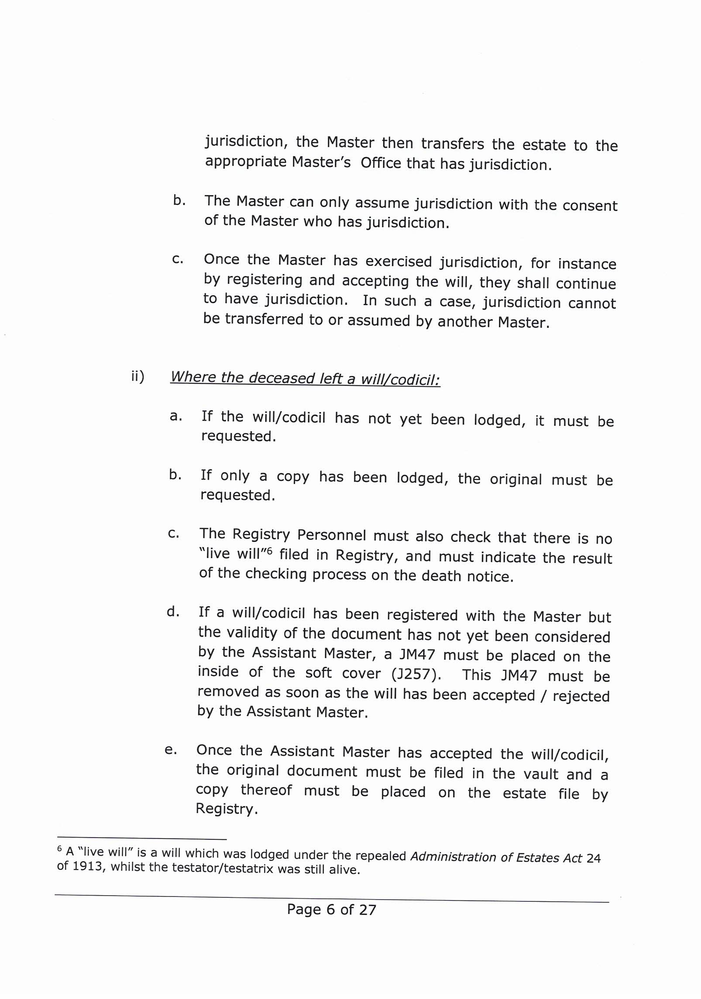 jurisdiction, the Master then transfers the estate to the
appropriate Master's Office that has jurisdiction.
b. The Master can only assume jurisdiction with the consent
of the Master who has jurisdiction.
c. Once the Master has exercised jurisdiction, for instance
by registering and accepting the will, they shall continue
to have jurisdiction. In such a case, jurisdiction cannot
be transferred to or assumed by another Master.
ii) Where the deceased left a will/codicil:
a. If the will/codicil has not yet been lodged, it must be
requested.
b. If only a copy has been lodged, the original must be
requested.
c. The Registry Personnel must also check that there is no
"live will"⁶ filed in Registry, and must indicate the result
of the checking process on the death notice.
d. If a will/codicil has been registered with the Master but
the validity of the document has not yet been considered
by the Assistant Master, a JM47 must be placed on the
inside of the soft cover (J257). This JM47 must be
removed as soon as the will has been accepted / rejected
by the Assistant Master.
e. Once the Assistant Master has accepted the will/codicil,
the original document must be filed in the vault and a
copy thereof must be placed on the estate file by
Registry.
⁶ A "live will" is a will which was lodged under the repealed Administration of Estates Act 24
of 1913, whilst the testator/testatrix was still alive.
Page 6 of 27